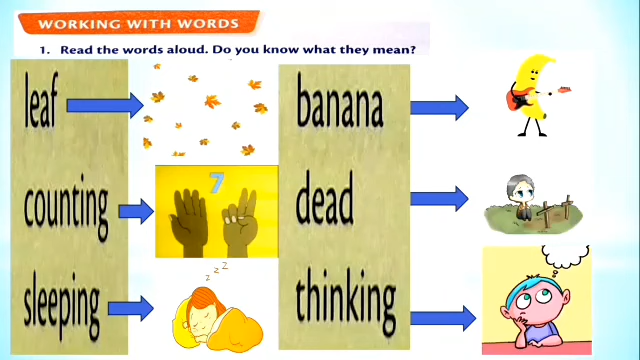 WORKING WITH WORDS
1. Read the words aloud. Do you know what they mean?
leaf
banana
counting
7
dead
sleeping
z z z
thinking